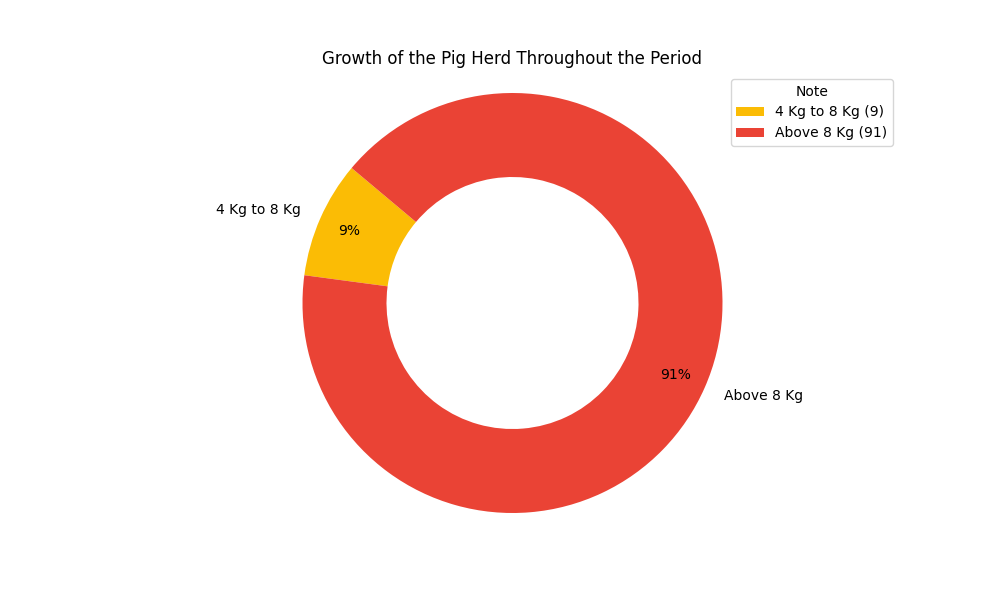 Growth of the Pig Herd Throughout the Period
Note
4 Kg to 8 Kg (9)
Above 8 Kg (91)
4 Kg to 8 Kg
9%
91%
Above 8 Kg